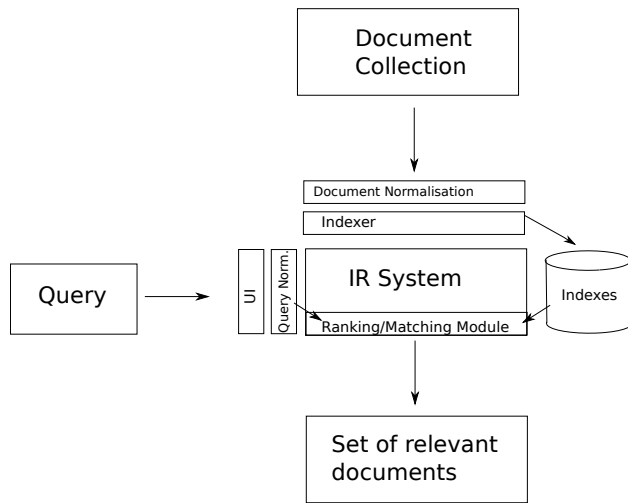 Document
Collection
Document Normalisation
Indexer
Query
UI
Query Norm.
IR System
Ranking/Matching Module
Indexes
Set of relevant
documents